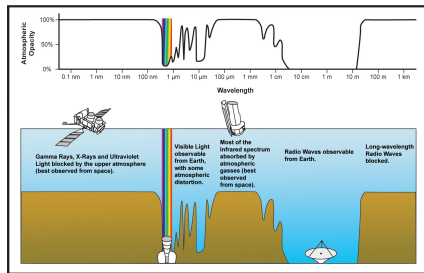 Atmospheric
Opacity
100%
50%
0%
0.1 nm
1 nm
10 nm
100 nm
1 µm
10 µm
100 µm
1 mm
1 cm
10 cm
1 m
10 m
100 m
1 km
Wavelength
Gamma Rays, X-Rays and Ultraviolet
Light blocked by the upper atmosphere
(best observed from space).
Visible Light
observable
from Earth,
with some
atmospheric
distortion.
Most of the
Infrared spectrum
absorbed by
atmospheric
gasses (best
observed
from space).
Radio Waves observable
from Earth.
Long-wavelength
Radio Waves
blocked.